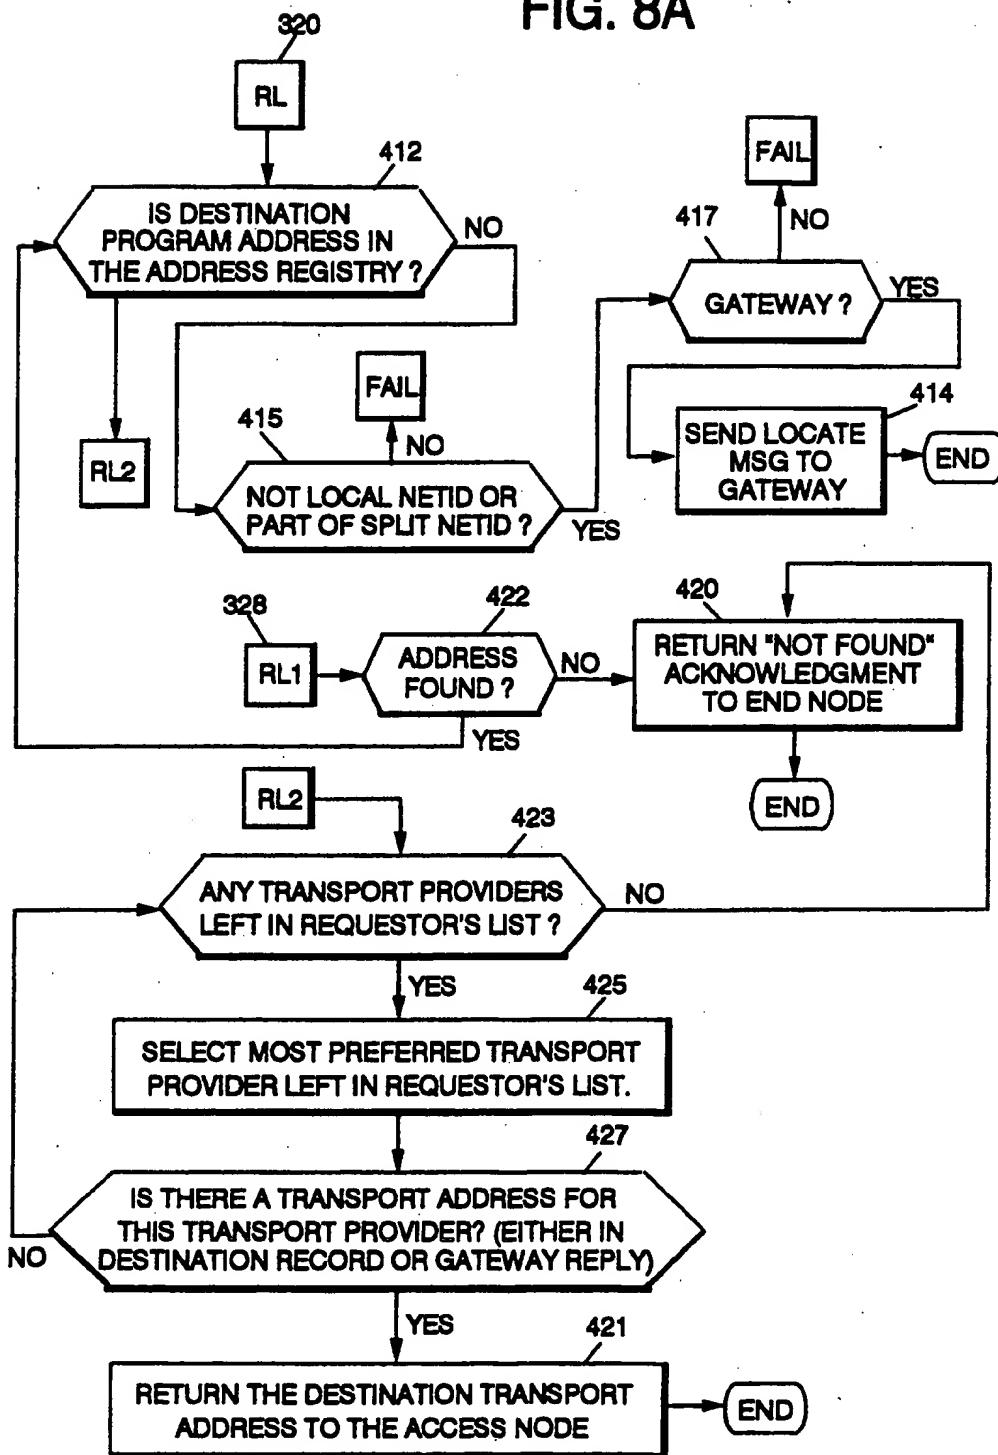 FIG. 8A
320
RL
412
IS DESTINATION
PROGRAM ADDRESS IN
THE ADDRESS REGISTRY ?
NO
RL2
FAIL
NO
415
NOT LOCAL NETID OR
PART OF SPLIT NETID ?
YES
FAIL
NO
417
GATEWAY ?
YES
414
SEND LOCATE
MSG TO
GATEWAY
END
328
RL1
422
ADDRESS
FOUND ?
NO
YES
420
RETURN "NOT FOUND"
ACKNOWLEDGMENT
TO END NODE
END
RL2
423
ANY TRANSPORT PROVIDERS
LEFT IN REQUESTOR'S LIST ?
NO
YES
425
SELECT MOST PREFERRED TRANSPORT
PROVIDER LEFT IN REQUESTOR'S LIST.
427
IS THERE A TRANSPORT ADDRESS FOR
THIS TRANSPORT PROVIDER? (EITHER IN
DESTINATION RECORD OR GATEWAY REPLY)
NO
YES
421
RETURN THE DESTINATION TRANSPORT
ADDRESS TO THE ACCESS NODE
END